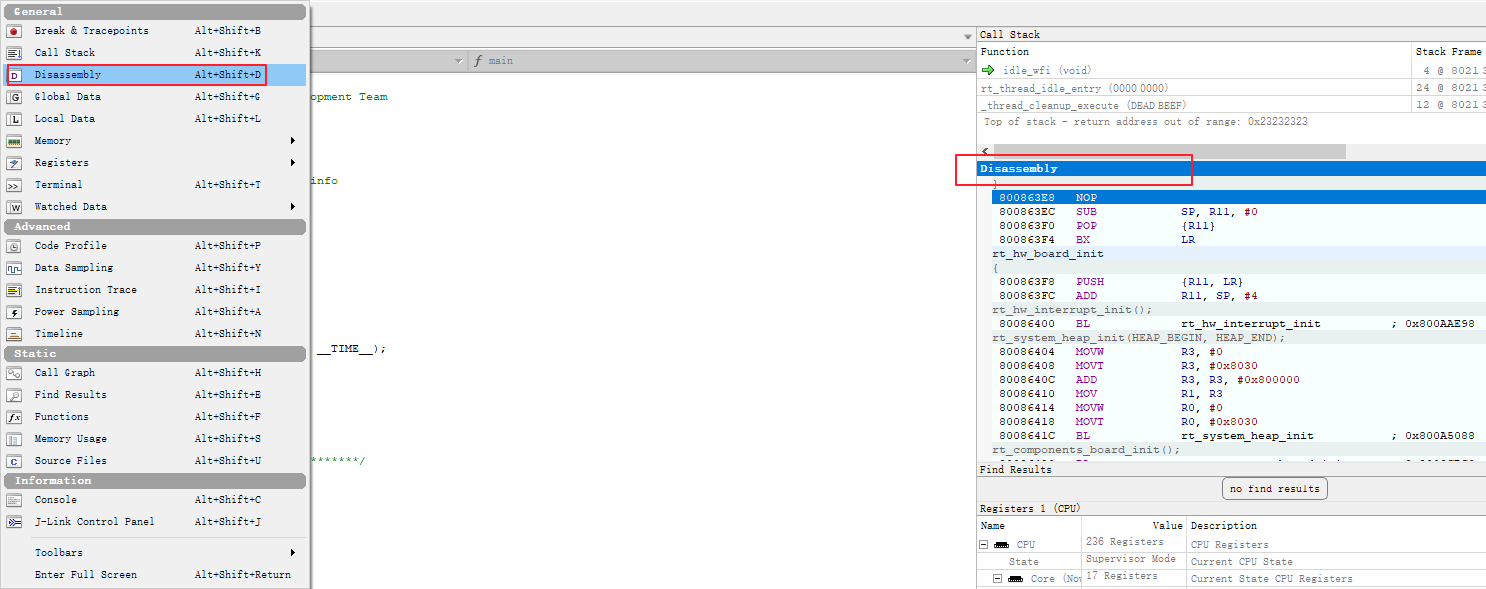 General
Break & Tracepoints Alt+Shift+B
Call Stack Alt+Shift+K
Disassembly Alt+Shift+D
Global Data Alt+Shift+G
Local Data Alt+Shift+L
Memory
Registers
Terminal Alt+Shift+T
Watched Data
Advanced
Code Profile Alt+Shift+P
Data Sampling Alt+Shift+Y
Instruction Trace Alt+Shift+I
Power Sampling Alt+Shift+A
Timeline Alt+Shift+N
Static
Call Graph Alt+Shift+H
Find Results Alt+Shift+E
Functions Alt+Shift+F
Memory Usage Alt+Shift+S
Source Files Alt+Shift+U
Information
Console Alt+Shift+C
J-Link Control Panel Alt+Shift+J
Toolbars
Enter Full Screen Alt+Shift+Return
f main
opment Team
info
__TIME__);
*******/
Call Stack
Function Stack Frame
idle_wfi (void) 4 @ 8021 3
rt_thread_idle_entry (0000 0000) 24 @ 8021 3
_thread_cleanup_execute (DEAD BEEF) 12 @ 8021 3
Top of stack - return address out of range: 0x23232323
Disassembly
}
800863E8 NOP
800863EC SUB SP, R11, #0
800863F0 POP {R11}
800863F4 BX LR
rt_hw_board_init
{
800863F8 PUSH {R11, LR}
800863FC ADD R11, SP, #4
rt_hw_interrupt_init();
80086400 BL rt_hw_interrupt_init ; 0x800AAE98
rt_system_heap_init(HEAP_BEGIN, HEAP_END);
80086404 MOVW R3, #0
80086408 MOVT R3, #0x8030
8008640C ADD R3, R3, #0x800000
80086410 MOV R1, R3
80086414 MOVW R0, #0
80086418 MOVT R0, #0x8030
8008641C BL rt_system_heap_init ; 0x800A5088
rt_components_board_init();
Find Results
no find results
Registers 1 (CPU)
Name Value Description
CPU 236 Registers CPU Registers
State Supervisor Mode Current CPU State
Core (Nov 17 Registers Current State CPU Registers